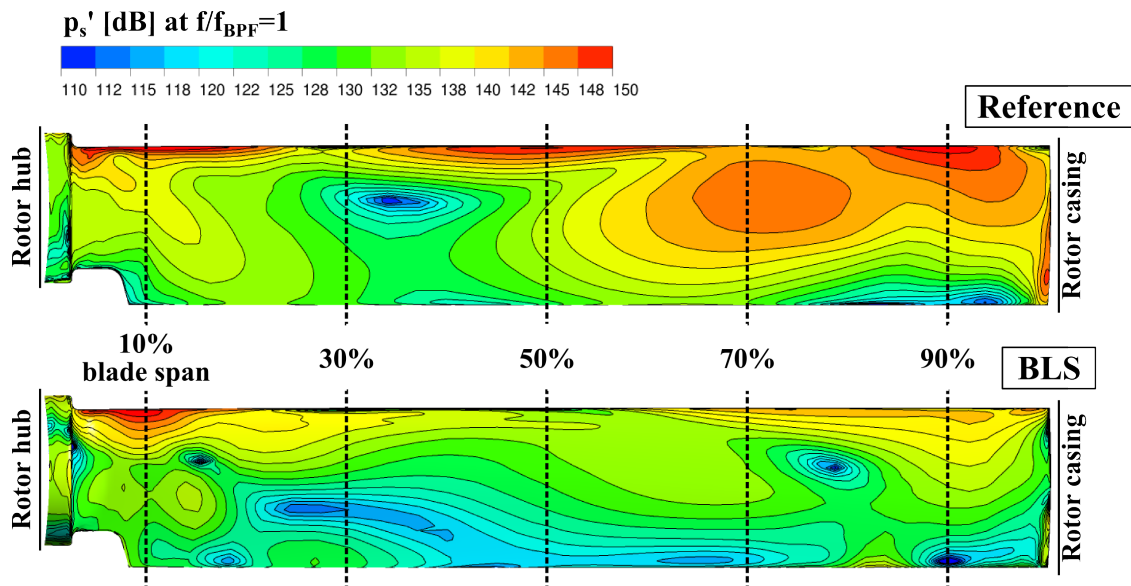 pₛ' [dB] at f/f_BPF=1
110 112 115 118 120 122 125 128 130 132 135 138 140 142 145 148 150
Reference
Rotor hub
Rotor casing
10%
blade span
30%
50%
70%
90%
BLS
Rotor hub
Rotor casing